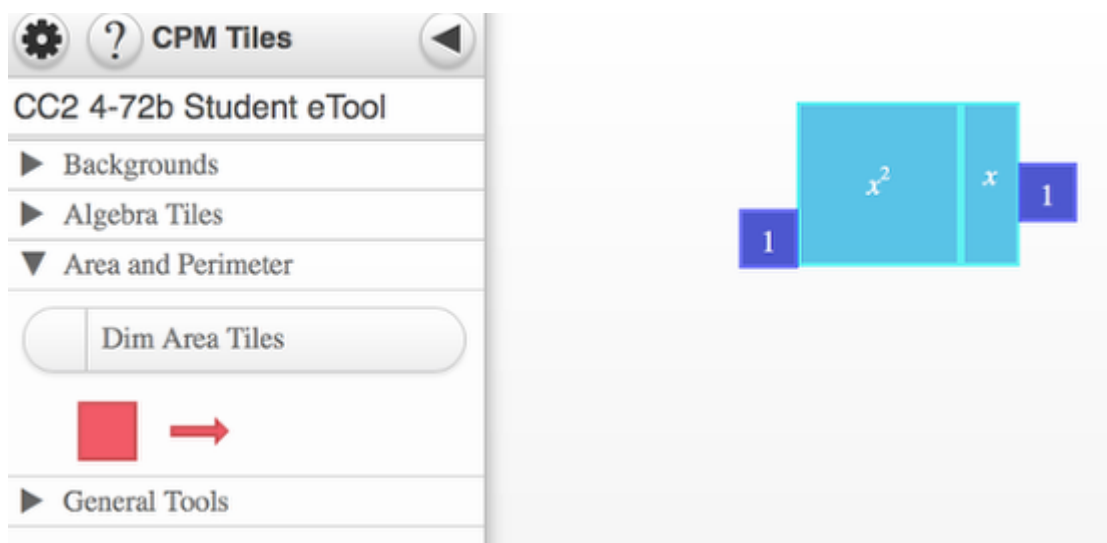 ? CPM Tiles
CC2 4-72b Student eTool
Backgrounds
Algebra Tiles
Area and Perimeter
Dim Area Tiles
General Tools
x²
x
1
1